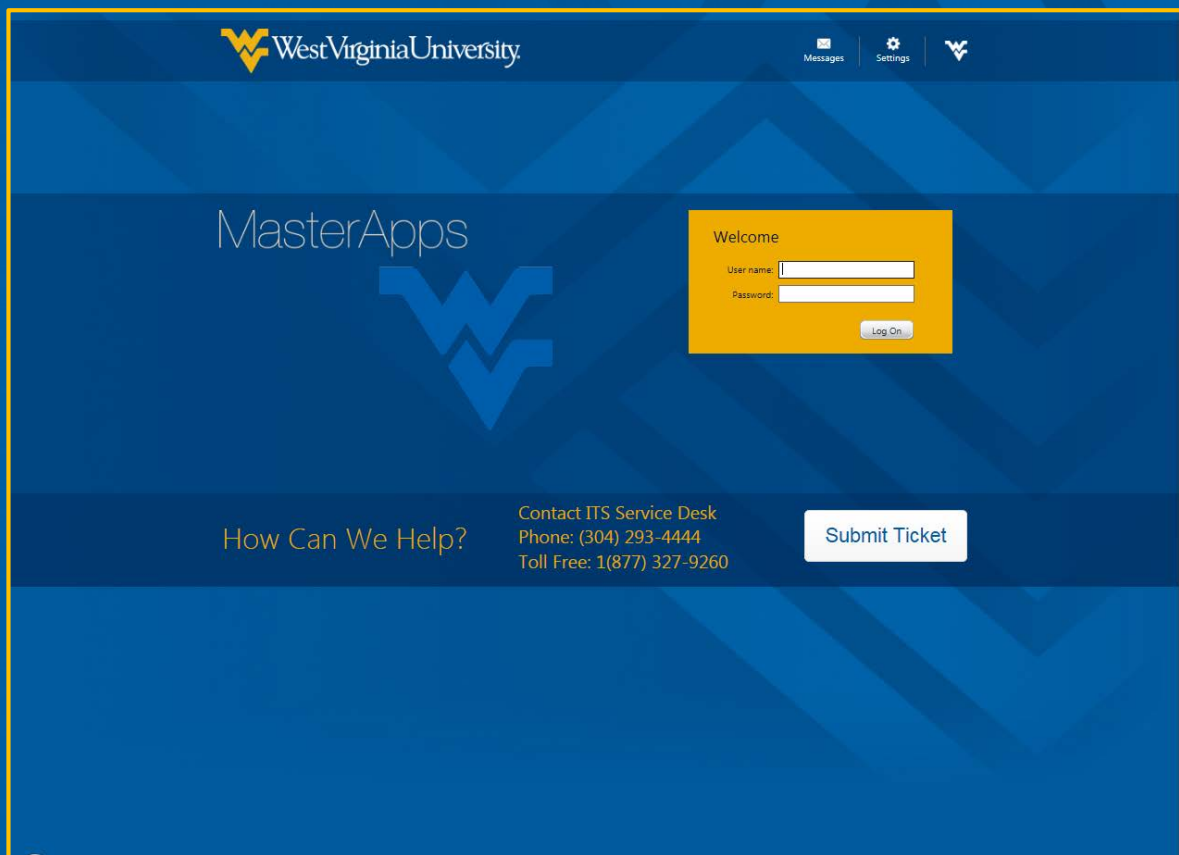 WestVirginiaUniversity.
Messages
Settings
MasterApps
Welcome
User name:
Password:
Log On
How Can We Help?
Contact ITS Service Desk
Phone: (304) 293-4444
Toll Free: 1(877) 327-9260
Submit Ticket